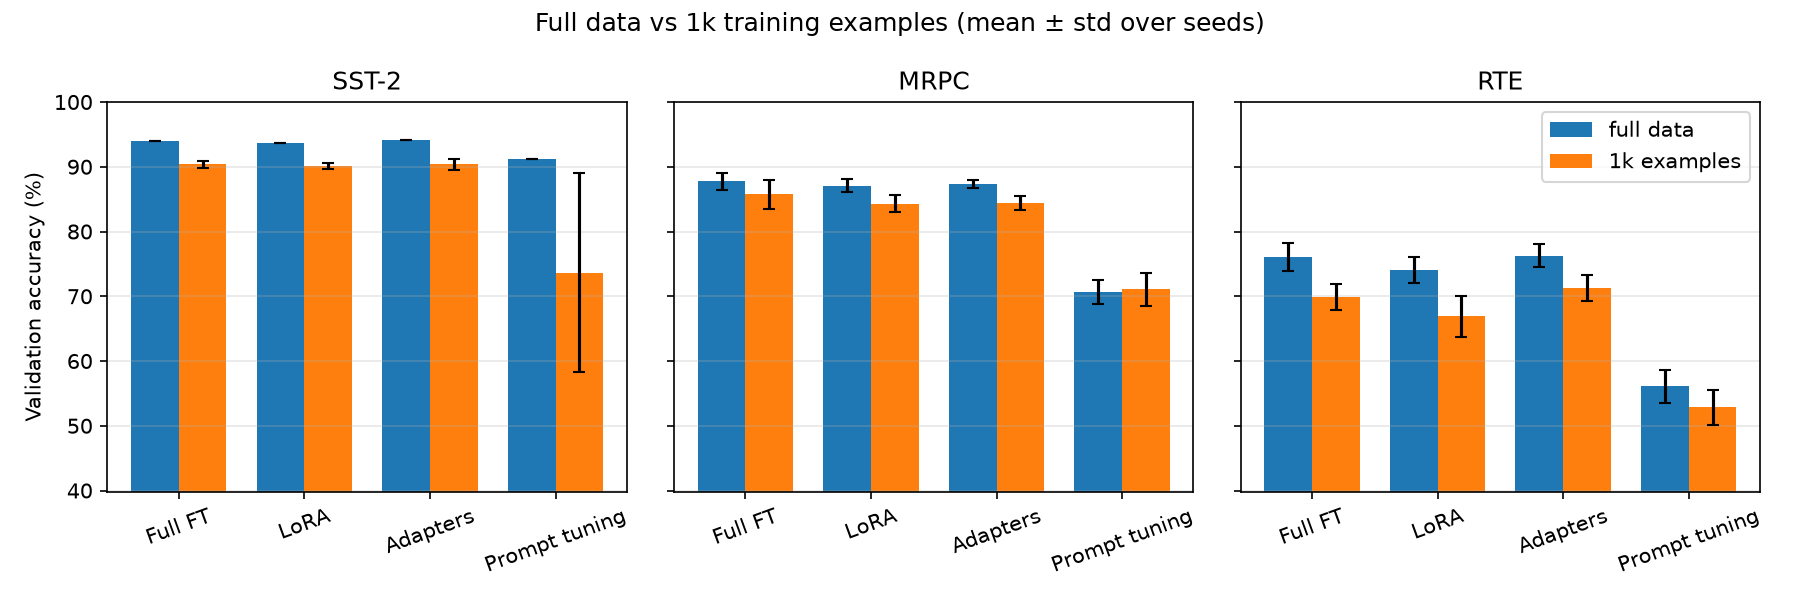 Full data vs 1k training examples (mean ± std over seeds)
SST-2
MRPC
RTE
Validation accuracy (%)
100
90
80
70
60
50
40
full data
1k examples
Full FT
LoRA
Adapters
Prompt tuning
Full FT
LoRA
Adapters
Prompt tuning
Full FT
LoRA
Adapters
Prompt tuning